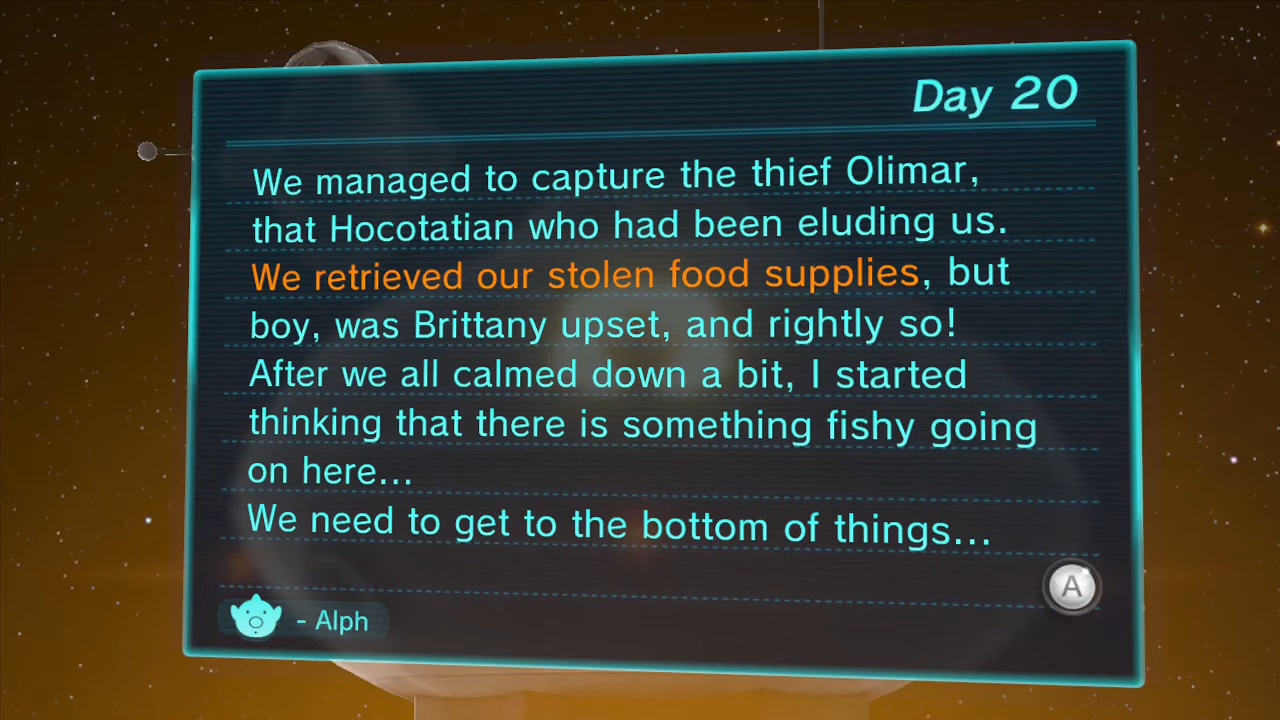 Day 20
We managed to capture the thief Olimar,
that Hocotatian who had been eluding us.
We retrieved our stolen food supplies, but
boy, was Brittany upset, and rightly so!
After we all calmed down a bit, I started
thinking that there is something fishy going
on here...
We need to get to the bottom of things...
A
- Alph